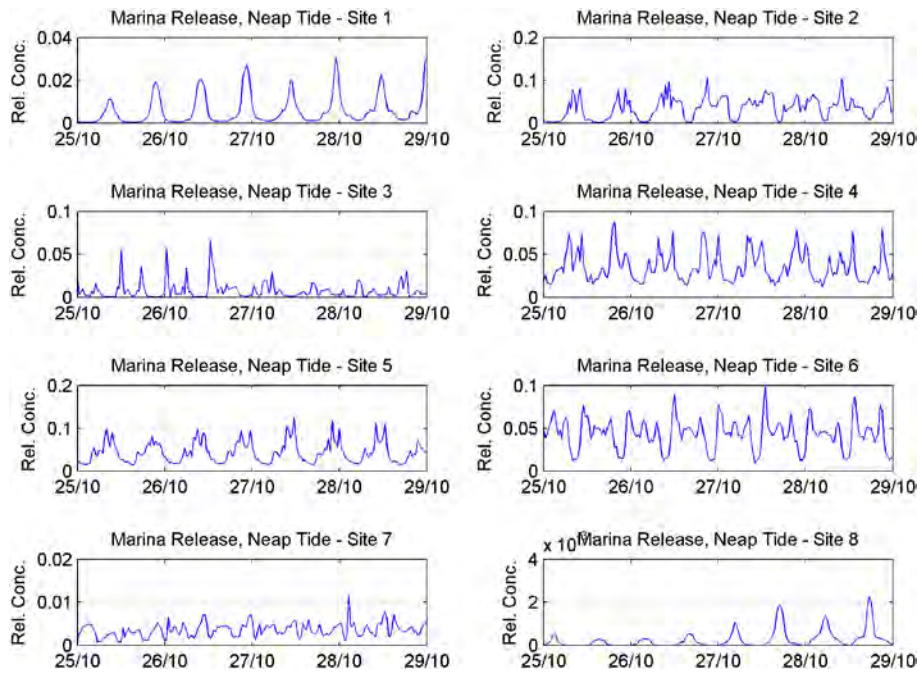 Marina Release, Neap Tide - Site 1
Rel. Conc.
0.04
0.02
0
25/10 26/10 27/10 28/10 29/10
Marina Release, Neap Tide - Site 2
Rel. Conc.
0.2
0.1
0
25/10 26/10 27/10 28/10 29/10
Marina Release, Neap Tide - Site 3
Rel. Conc.
0.1
0.05
0
25/10 26/10 27/10 28/10 29/10
Marina Release, Neap Tide - Site 4
Rel. Conc.
0.1
0.05
0
25/10 26/10 27/10 28/10 29/10
Marina Release, Neap Tide - Site 5
Rel. Conc.
0.2
0.1
0
25/10 26/10 27/10 28/10 29/10
Marina Release, Neap Tide - Site 6
Rel. Conc.
0.1
0.05
0
25/10 26/10 27/10 28/10 29/10
Marina Release, Neap Tide - Site 7
Rel. Conc.
0.02
0.01
0
25/10 26/10 27/10 28/10 29/10
x 10
Marina Release, Neap Tide - Site 8
Rel. Conc.
4
2
0
25/10 26/10 27/10 28/10 29/10